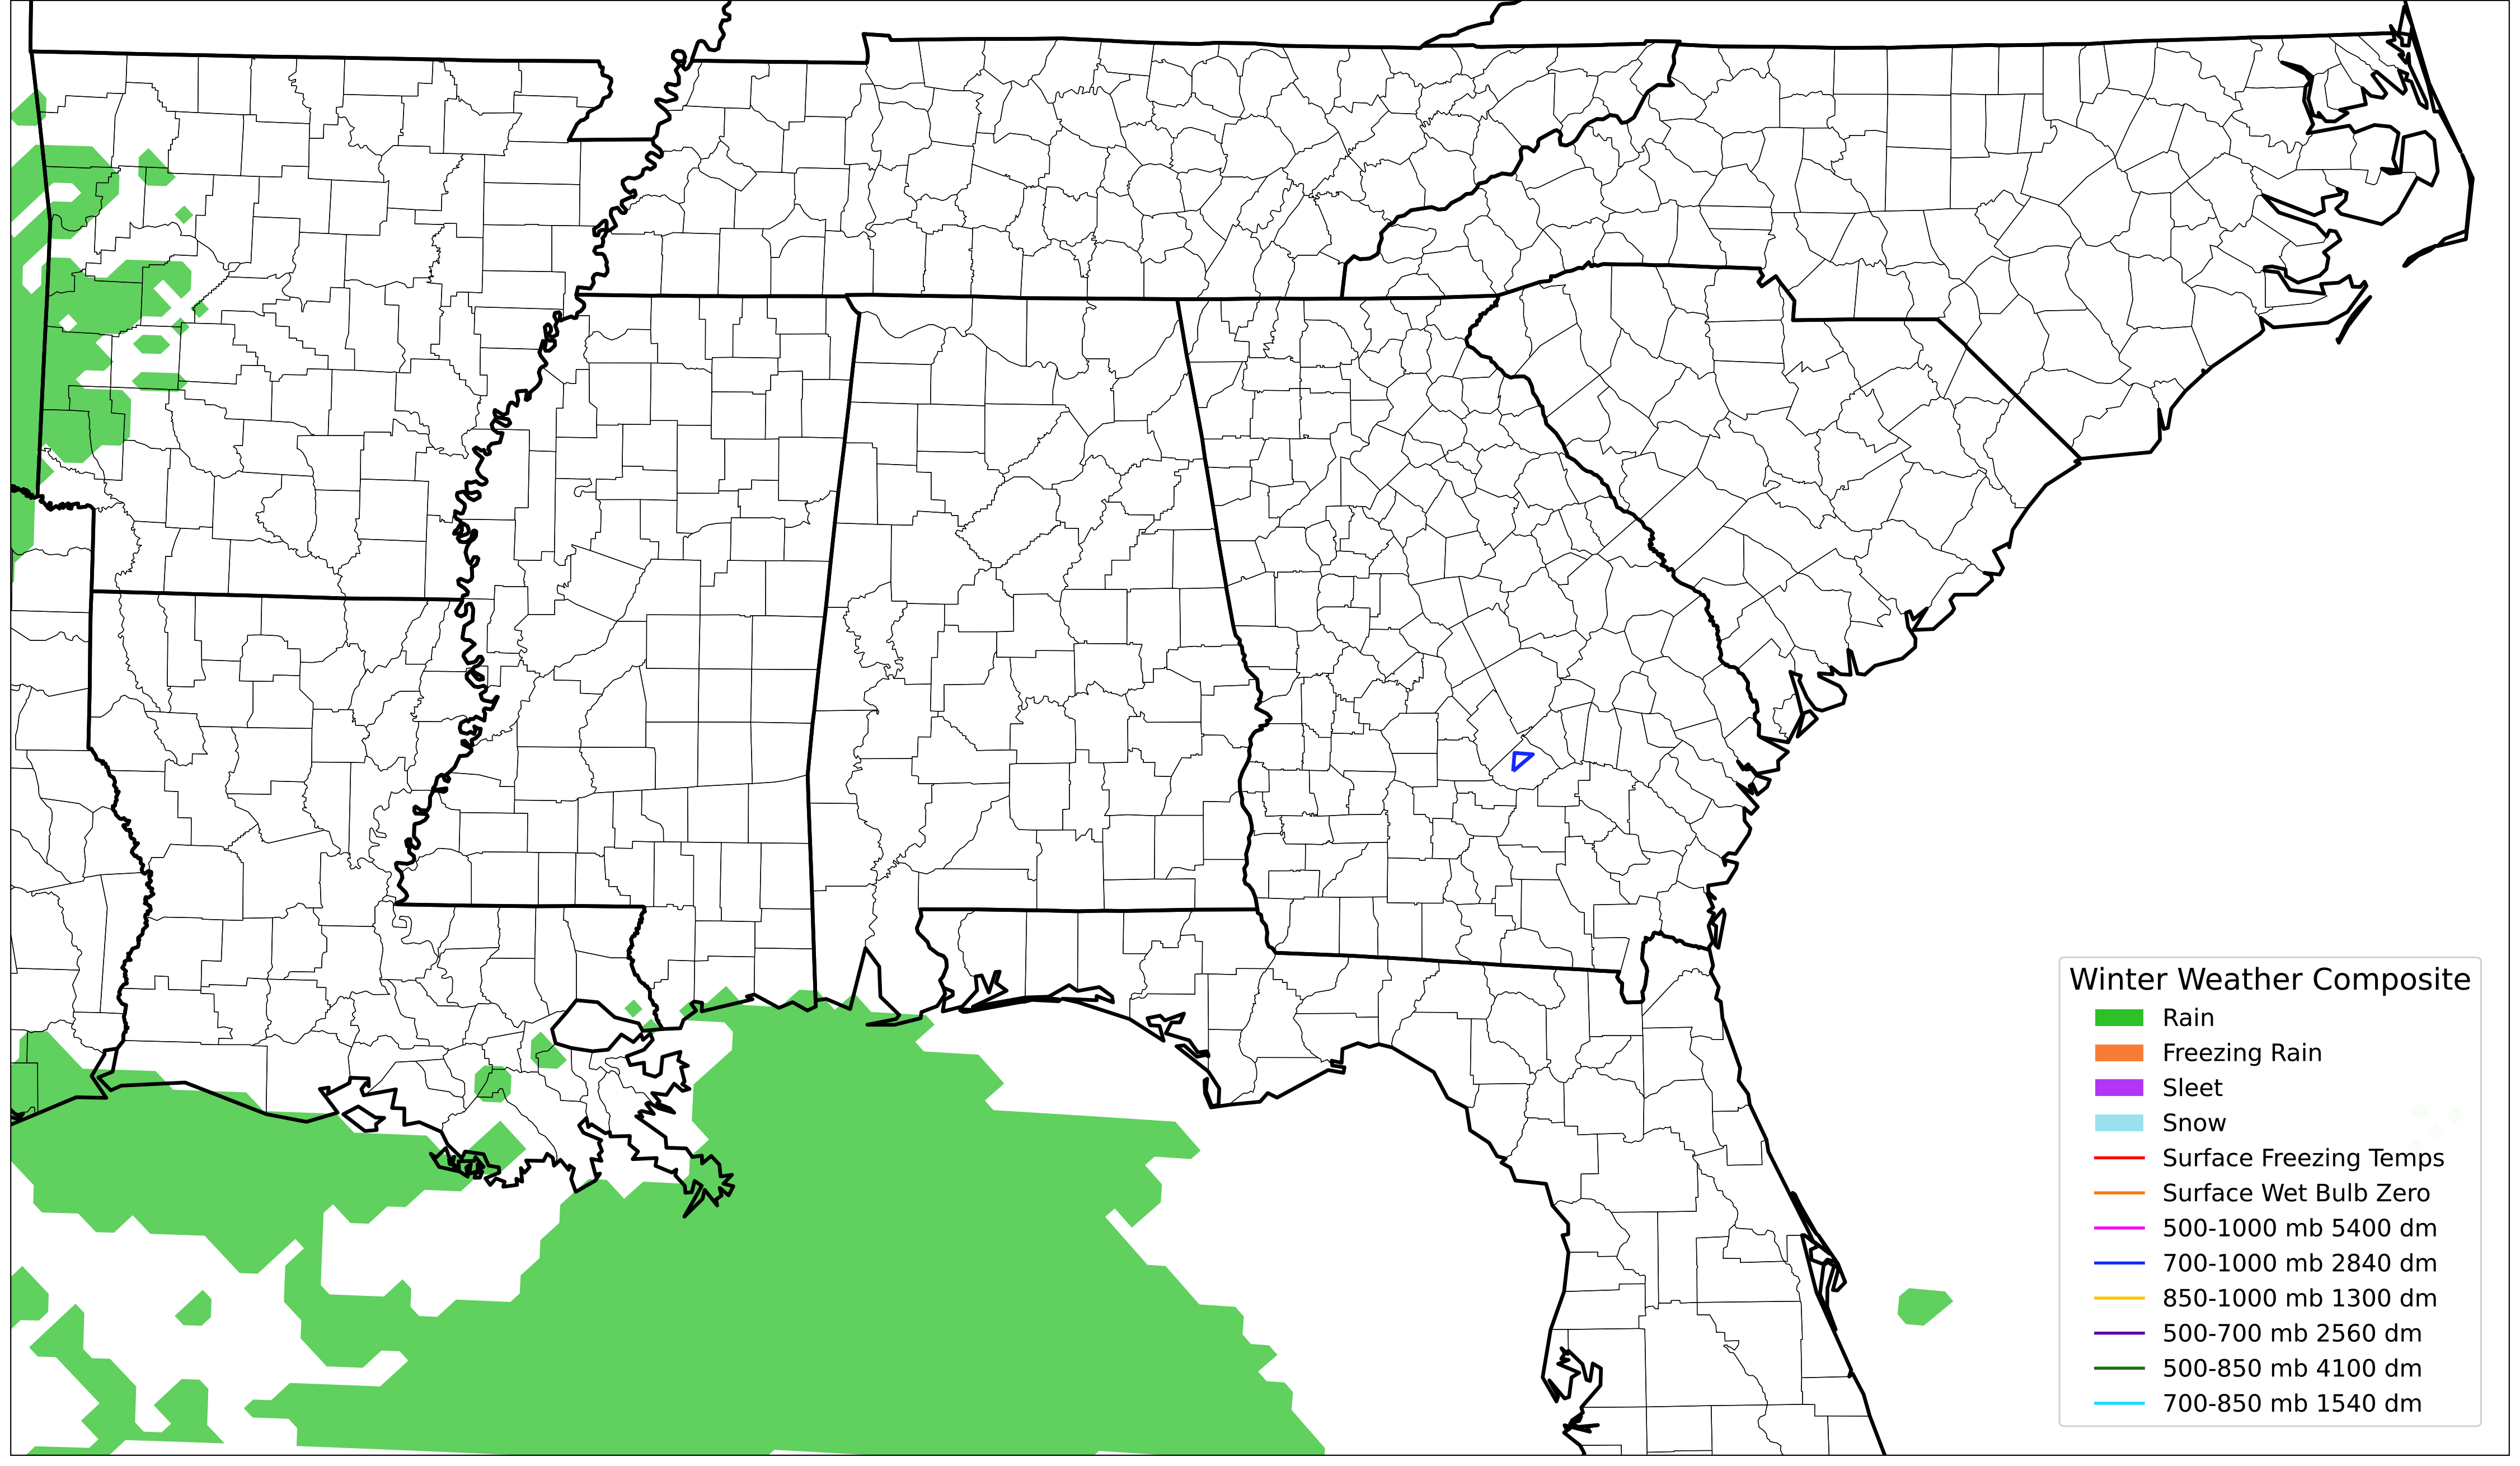 Winter Weather Composite
Rain
Freezing Rain
Sleet
Snow
Surface Freezing Temps
Surface Wet Bulb Zero
500-1000 mb 5400 dm
700-1000 mb 2840 dm
850-1000 mb 1300 dm
500-700 mb 2560 dm
500-850 mb 4100 dm
700-850 mb 1540 dm